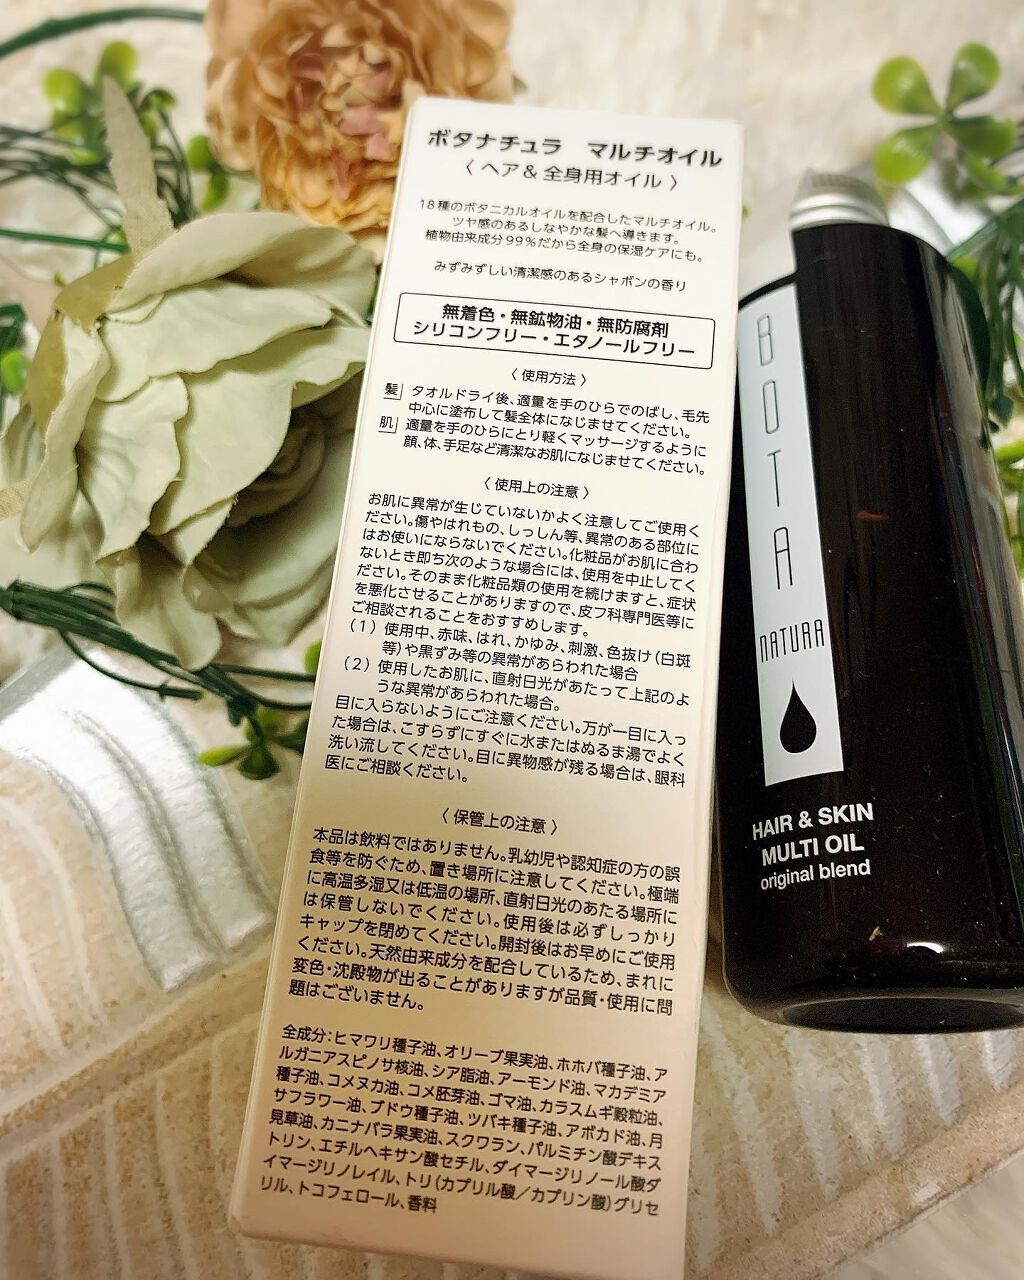 ボタナチュラ　マルチオイル
〈 ヘア＆全身用オイル 〉
18種のボタニカルオイルを配合したマルチオイル。
ツヤ感のあるしなやかな髪へ導きます。
植物由来成分99％だから全身の保湿ケアにも。
みずみずしい清潔感のあるシャボンの香り
無着色・無鉱物油・無防腐剤
シリコンフリー・エタノールフリー
〈 使用方法 〉
髪 タオルドライ後、適量を手のひらでのばし、毛先
中心に塗布して髪全体になじませてください。
肌 適量を手のひらにとり軽くマッサージするように
顔、体、手足など清潔なお肌になじませてください。
〈 使用上の注意 〉
お肌に異常が生じていないかよく注意してご使用く
ださい。傷やはれもの、しっしん等、異常のある部位に
はお使いにならないでください。化粧品がお肌に合わ
ないとき即ち次のような場合には、使用を中止してく
ださい。そのまま化粧品類の使用を続けますと、症状
を悪化させることがありますので、皮フ科専門医等に
ご相談されることをおすすめします。
（1）使用中、赤味、はれ、かゆみ、刺激、色抜け（白斑
等）や黒ずみ等の異常があらわれた場合
（2）使用したお肌に、直射日光があたって上記のよ
うな異常があらわれた場合。
目に入らないようにご注意ください。万が一目に入っ
た場合は、こすらずにすぐに水またはぬるま湯でよく
洗い流してください。目に異物感が残る場合は、眼科
医にご相談ください。
〈 保管上の注意 〉
本品は飲料ではありません。乳幼児や認知症の方の誤
食等を防ぐため、置き場所に注意してください。極端
に高温多湿又は低温の場所、直射日光のあたる場所に
は保管しないでください。使用後は必ずしっかり
キャップを閉めてください。開封後はお早めにご使用
ください。天然由来成分を配合しているため、まれに
変色・沈殿物が出ることがありますが品質・使用に問
題はございません。
全成分：ヒマワリ種子油、オリーブ果実油、ホホバ種子油、ア
ルガニアスピノサ核油、シア脂油、アーモンド油、マカデミア
種子油、コメヌカ油、コメ胚芽油、ゴマ油、カラスムギ穀粒油、
サフラワー油、ブドウ種子油、ツバキ種子油、アボカド油、月
見草油、カニナバラ果実油、スクワラン、パルミチン酸デキス
トリン、エチルヘキサン酸セチル、ダイマージリノール酸ダ
イマージリノレイル、トリ（カプリル酸／カプリン酸）グリセ
リル、トコフェロール、香料
BOTA
NATURA
HAIR & SKIN
MULTI OIL
original blend